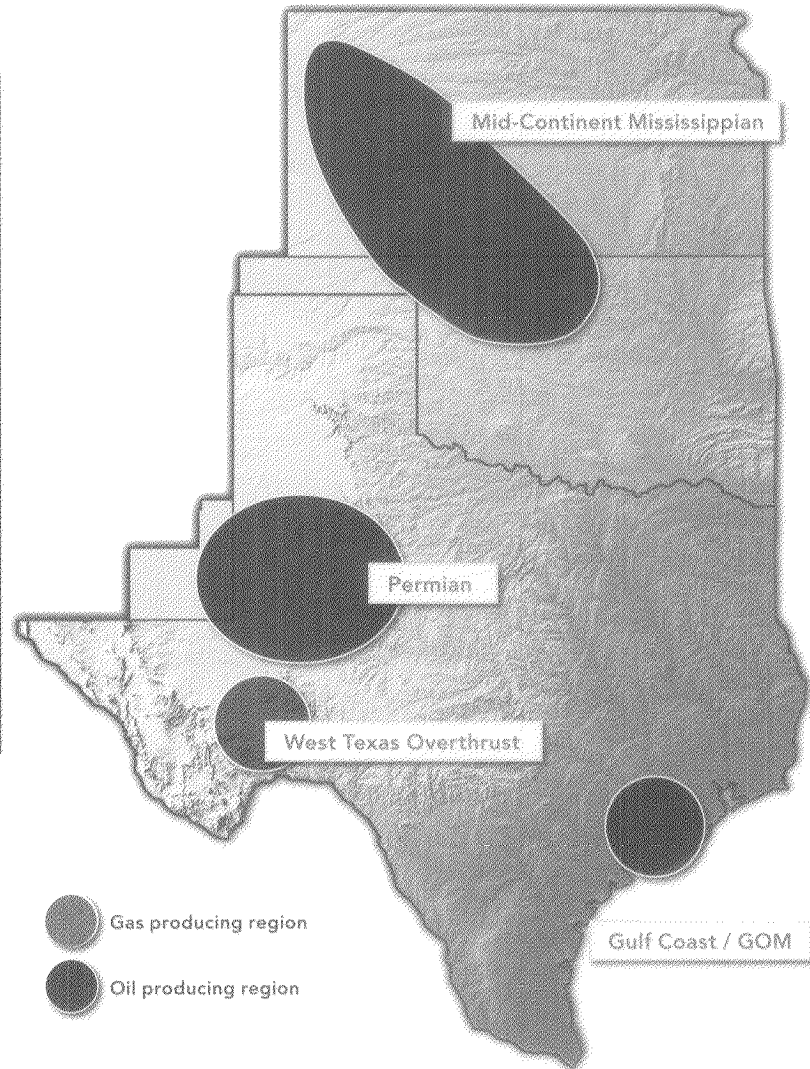 Mid-Continent Mississippian
Permian
West Texas Overthrust
Gulf Coast / GOM
Gas producing region
Oil producing region